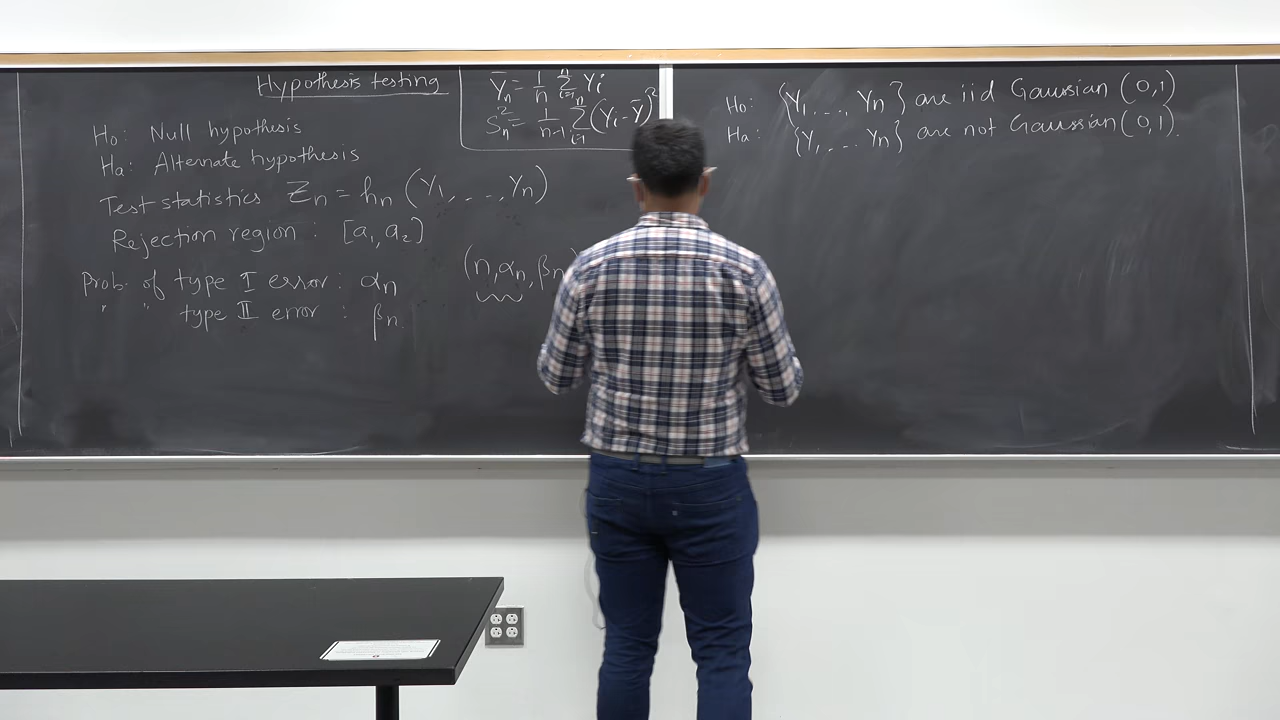 Hypothesis testing
H₀: Null hypothesis
Hₐ: Alternate hypothesis
Test statistics Zₙ = hₙ (Y₁, ..., Yₙ)
Rejection region : [a₁, a₂]
Prob. of type I error : αₙ
" " type II error : βₙ.
(n, αₙ, βₙ)
Ȳₙ = 1/n Σᵢ₌₁ⁿ Yᵢ
Sₙ² = 1/(n-1) Σᵢ₌₁ⁿ (Yᵢ - Ȳ)²
H₀: {Y₁, ..., Yₙ} are iid Gaussian (0,1)
Hₐ: {Y₁, ... Yₙ} are not Gaussian (0,1).